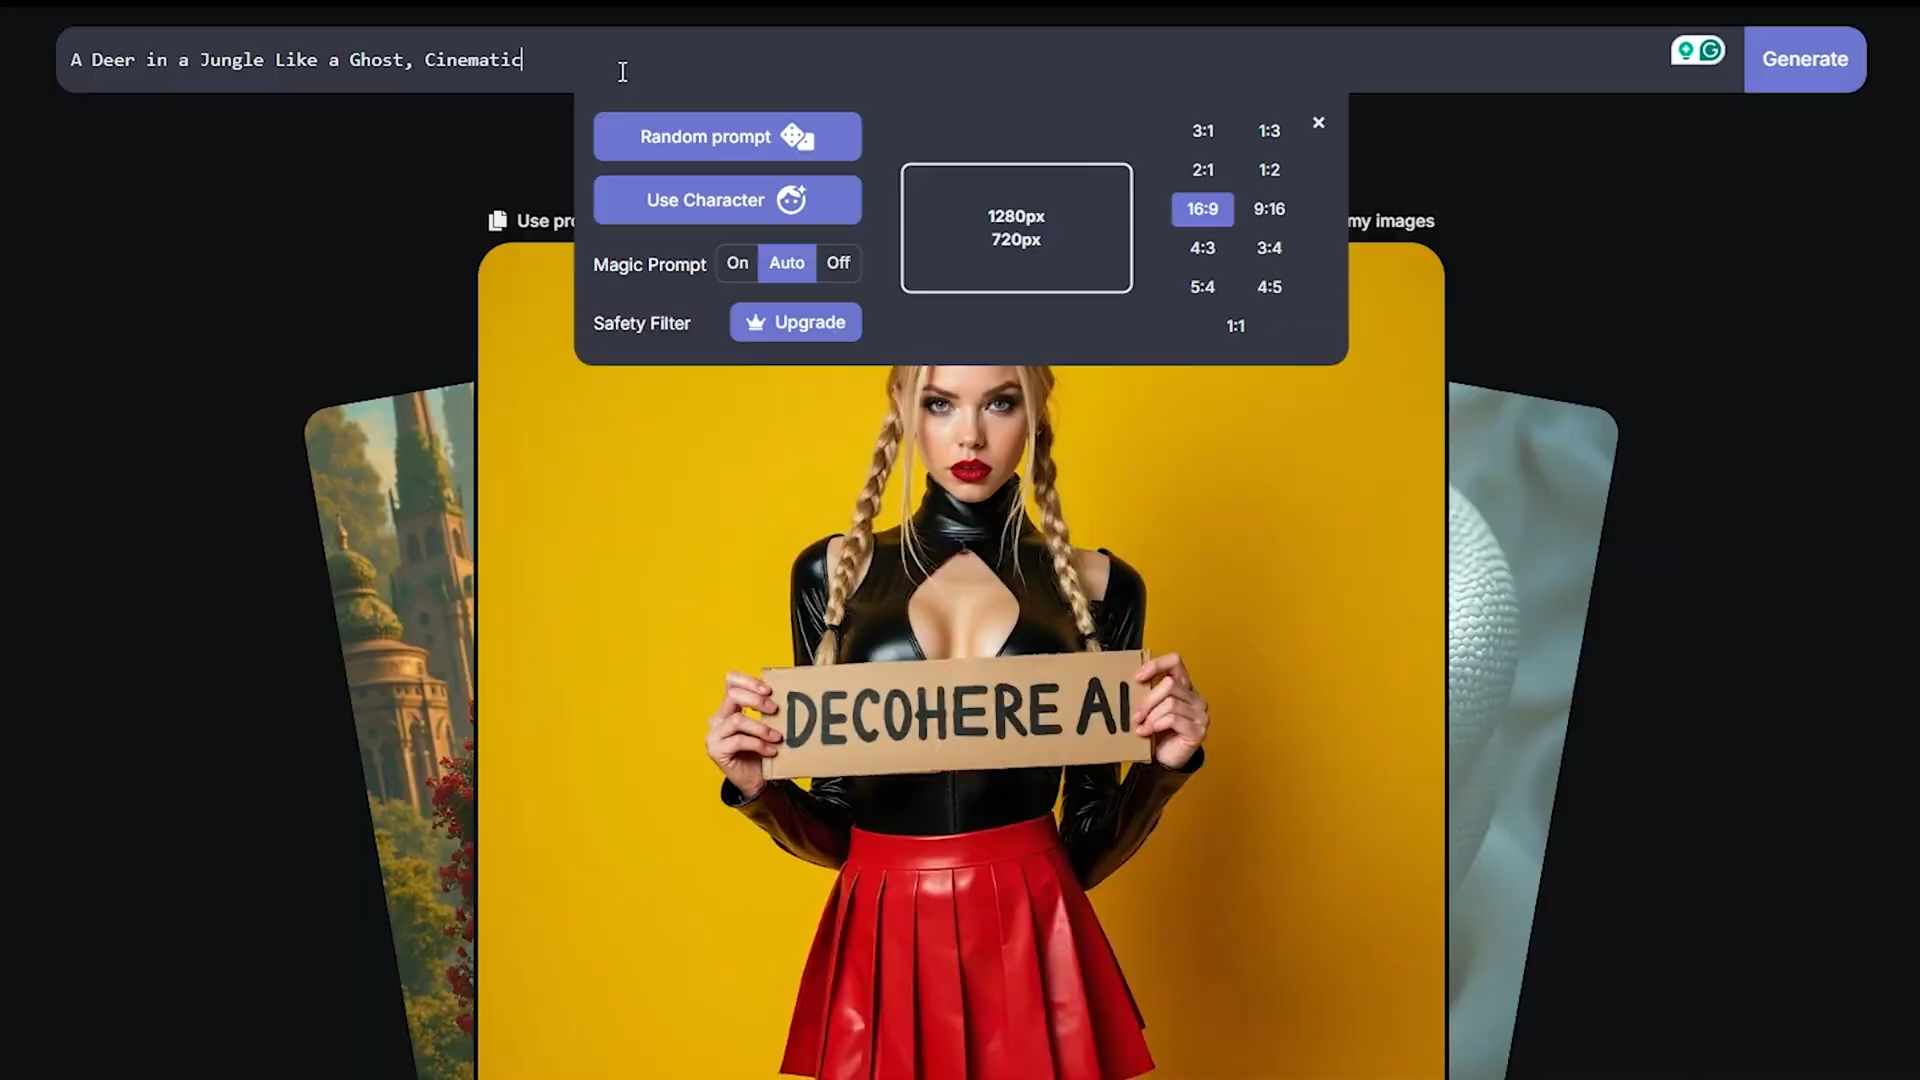 A Deer in a Jungle Like a Ghost, Cinematic
Generate
Random prompt
Use Character
Magic Prompt On Auto Off
Safety Filter Upgrade
1280px
720px
3:1 1:3
2:1 1:2
16:9 9:16
4:3 3:4
5:4 4:5
1:1
Use pr
my images
DECOHERE AI